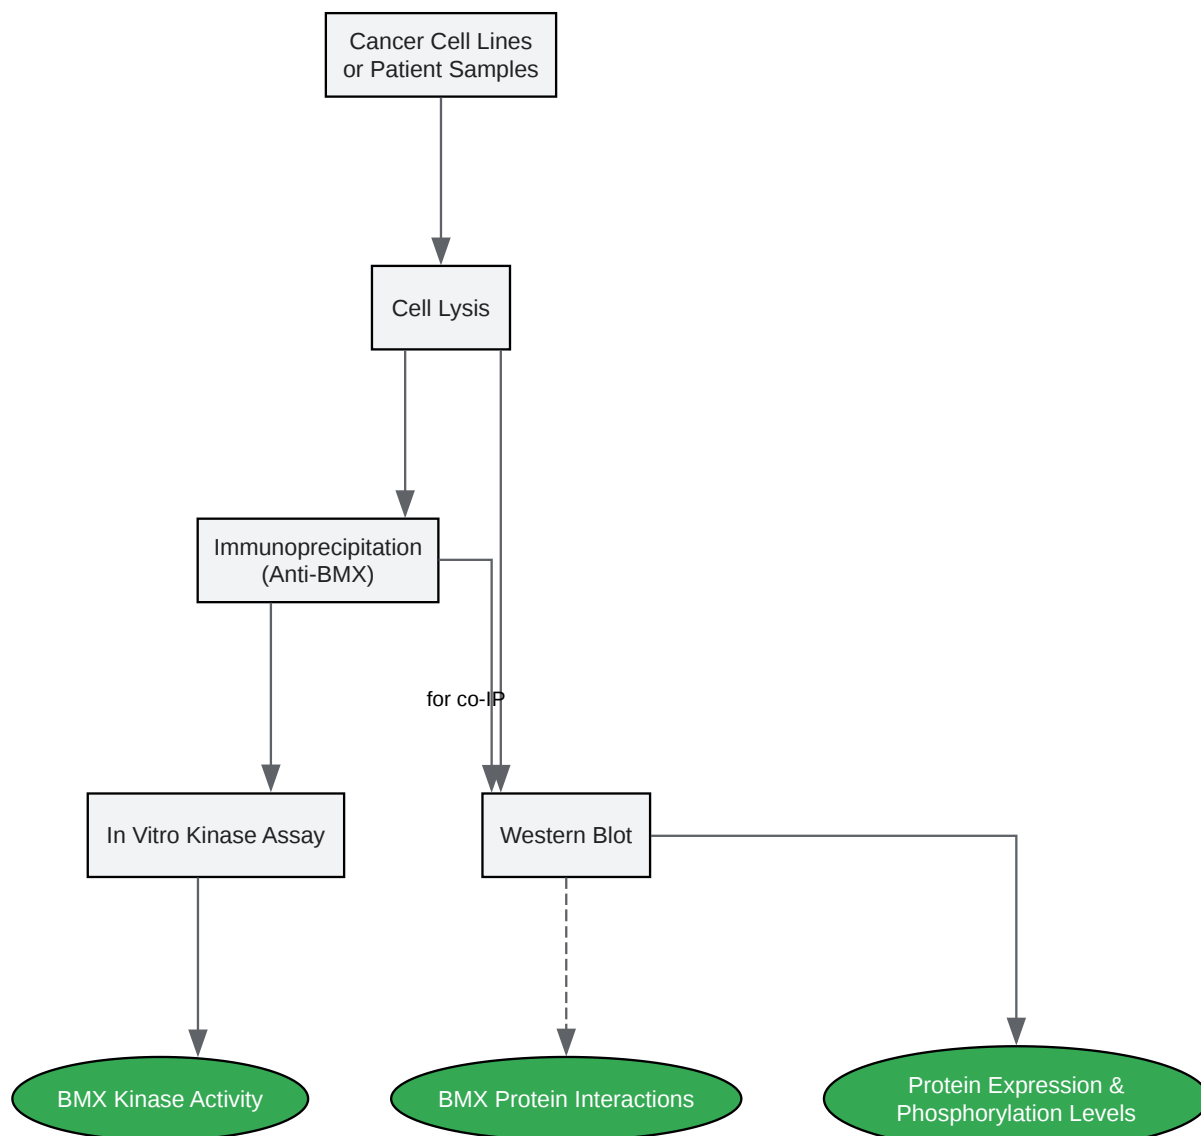 Cancer Cell Lines
or Patient Samples
Cell Lysis
Immunoprecipitation
(Anti-BMX)
for co-IP
In Vitro Kinase Assay
Western Blot
BMX Kinase Activity
BMX Protein Interactions
Protein Expression &
Phosphorylation Levels